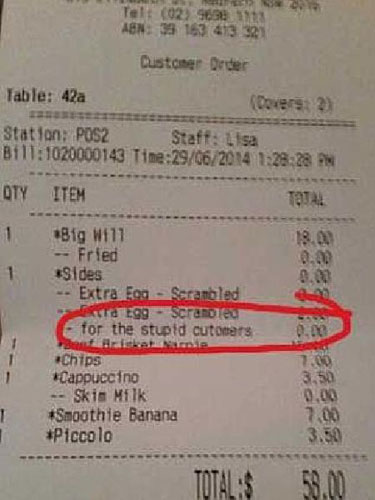 Tel: (02) 9698 1111
ABN: 39 163 413 321
Customer Order
Table: 42a (Covers: 2)
Station: POS2 Staff: Lisa
Bill:1020000143 Time:29/06/2014 1:28:28 PM
QTY ITEM TOTAL
1 *Big Will 18.00
-- Fried 0.00
1 *Sides 0.00
-- Extra Egg - Scrambled
-- Extra Egg - Scrambled
- for the stupid cutomers 0.00
1 *Beef Brisket
1 *Chips 7.00
1 *Cappuccino 3.50
-- Skim Milk 0.00
1 *Smoothie Banana 7.00
1 *Piccolo 3.50
TOTAL:$ 58.00